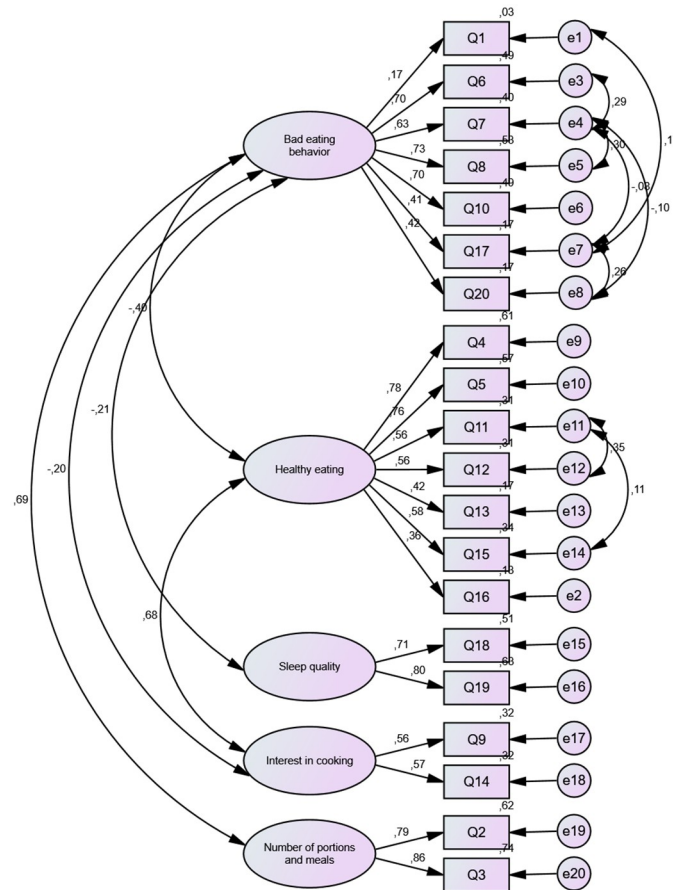 ,03
Q1
e1
,17
,49
Q6
e3
,70
,40
,29
Q7
e4
,63
,53
,30
,1
Bad eating
behavior
Q8
e5
,73
,49
-,03
Q10
e6
,70
,17
-,10
Q17
e7
,41
,17
,26
Q20
e8
,42
,61
-,40
Q4
e9
,78
,57
Q5
e10
,76
,31
-,21
Q11
e11
,56
,31
,35
Healthy eating
Q12
e12
,56
,17
,11
-,20
Q13
e13
,42
,34
,69
Q15
e14
,58
,13
Q16
e2
,36
,51
,68
Q18
e15
,71
Sleep quality
Q19
e16
,80
,32
Q9
e17
,56
,32
Interest in cooking
Q14
e18
,57
,62
Q2
e19
,79
,74
Number of portions
and meals
Q3
e20
,86